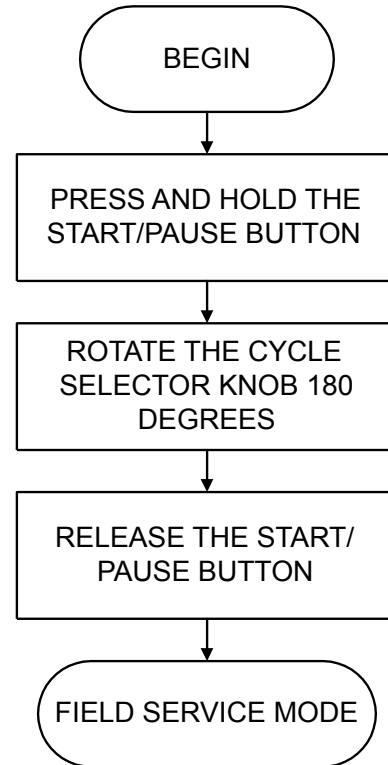 BEGIN
PRESS AND HOLD THE
START/PAUSE BUTTON
ROTATE THE CYCLE
SELECTOR KNOB 180
DEGREES
RELEASE THE START/
PAUSE BUTTON
FIELD SERVICE MODE